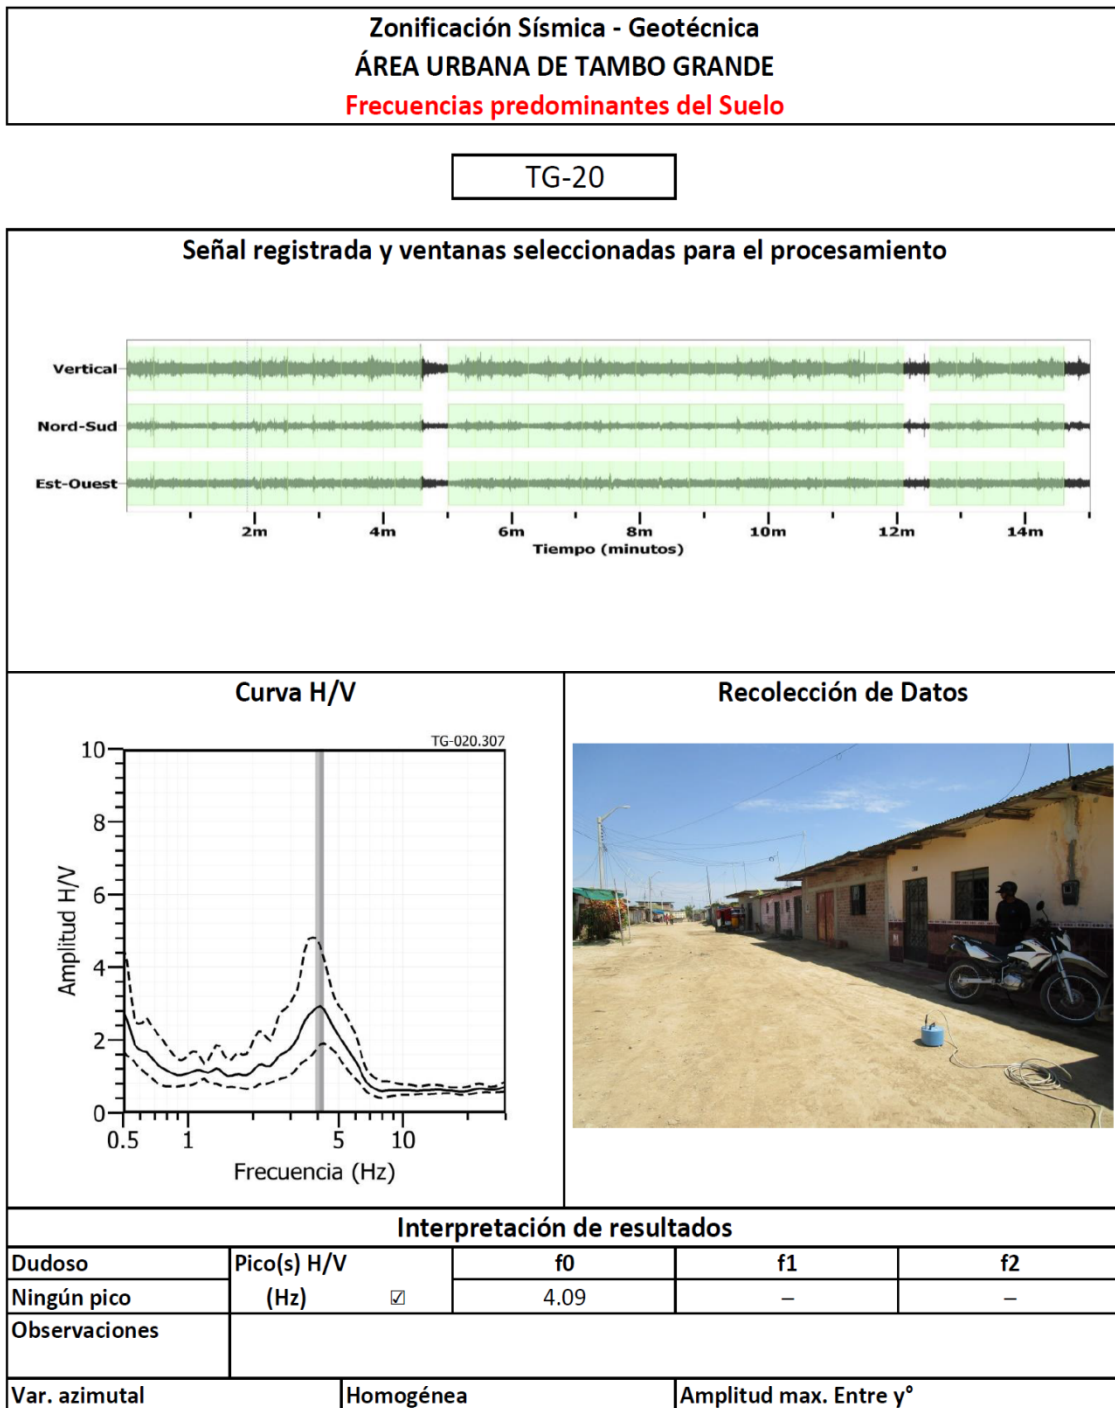 Zonificación Sísmica - Geotécnica
ÁREA URBANA DE TAMBO GRANDE
Frecuencias predominantes del Suelo
TG-20
Señal registrada y ventanas seleccionadas para el procesamiento
Vertical
Nord-Sud
Est-Ouest
2m 4m 6m 8m 10m 12m 14m
Tiempo (minutos)
Curva H/V
TG-020.307
10
8
6
4
2
0
Amplitud H/V
0.5 1 5 10
Frecuencia (Hz)
Recolección de Datos
Interpretación de resultados
Dudoso Pico(s) H/V f0 f1 f2
Ningún pico (Hz) ☑ 4.09 – –
Observaciones
Var. azimutal Homogénea Amplitud max. Entre y°